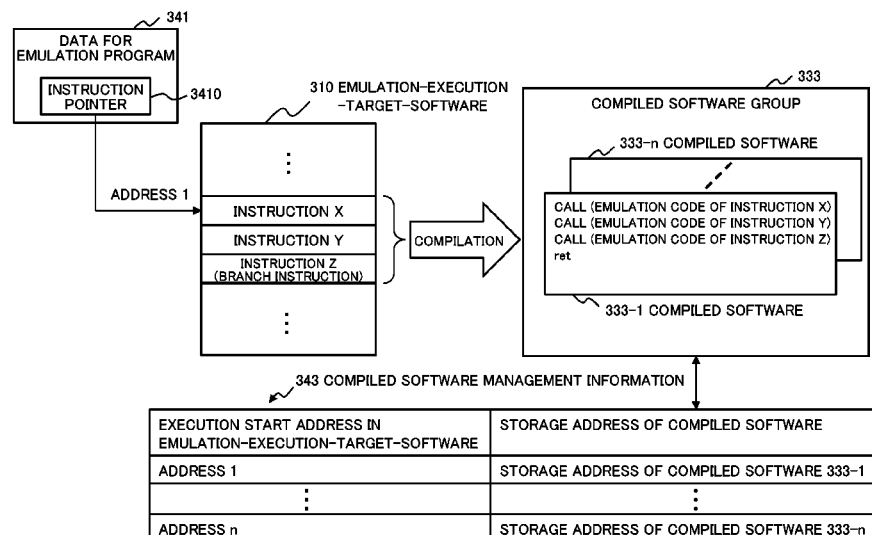 341
DATA FOR
EMULATION PROGRAM
INSTRUCTION
POINTER
3410
ADDRESS 1
310 EMULATION-EXECUTION
-TARGET-SOFTWARE
INSTRUCTION X
INSTRUCTION Y
INSTRUCTION Z
(BRANCH INSTRUCTION)
COMPILATION
333
COMPILED SOFTWARE GROUP
333-n COMPILED SOFTWARE
CALL (EMULATION CODE OF INSTRUCTION X)
CALL (EMULATION CODE OF INSTRUCTION Y)
CALL (EMULATION CODE OF INSTRUCTION Z)
ret
333-1 COMPILED SOFTWARE
343 COMPILED SOFTWARE MANAGEMENT INFORMATION
EXECUTION START ADDRESS IN
EMULATION-EXECUTION-TARGET-SOFTWARE
STORAGE ADDRESS OF COMPILED SOFTWARE
ADDRESS 1
STORAGE ADDRESS OF COMPILED SOFTWARE 333-1
ADDRESS n
STORAGE ADDRESS OF COMPILED SOFTWARE 333-n